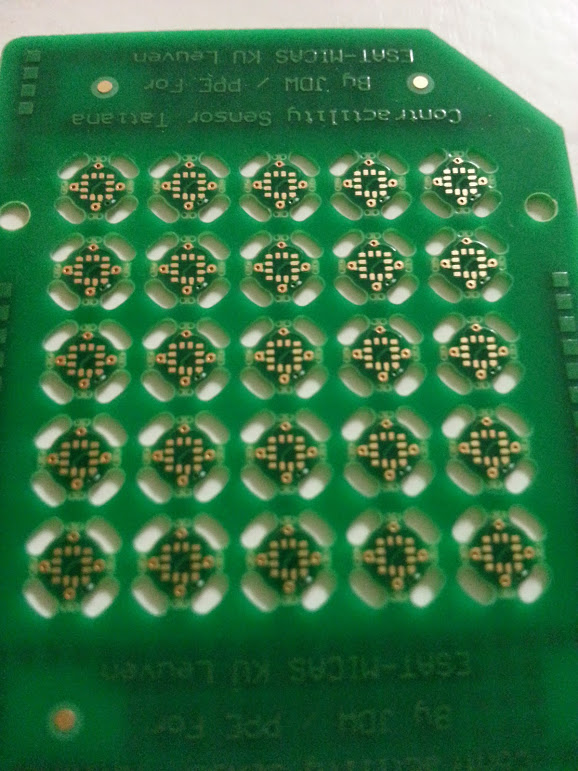 By JDW / PPE For
ESAT-MICAS KU Leuven
Contractility Sensor Tatiana
By JDW / PPE For
ESAT-MICAS KU Leuven